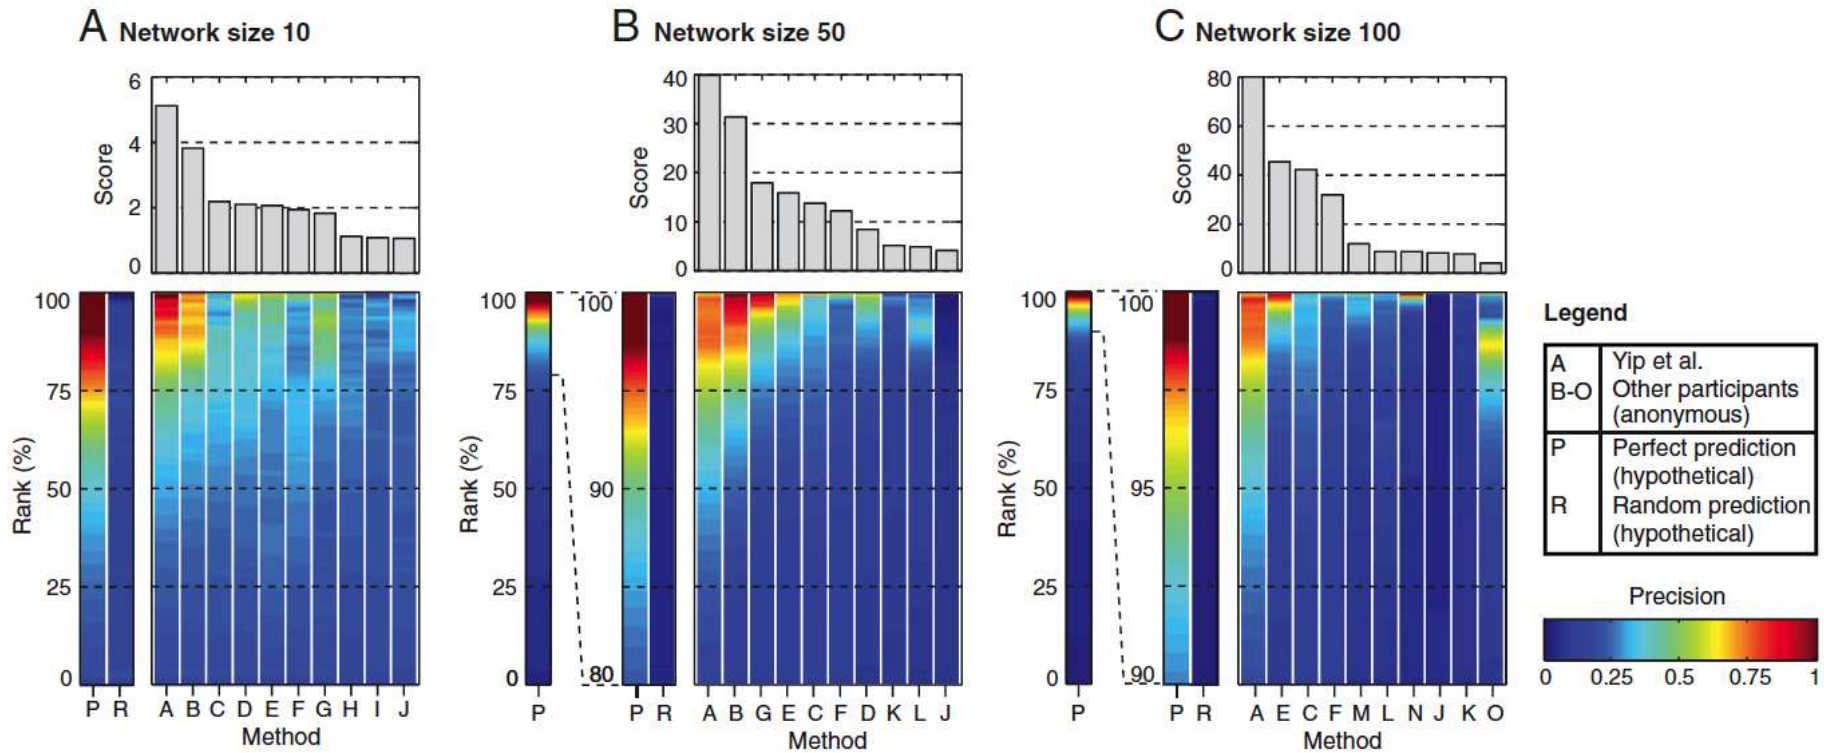 A Network size 10
6
4
2
0
Score
100
75
50
25
0
Rank (%)
P R
A B C D E F G H I J
Method
B Network size 50
40
30
20
10
0
Score
100
75
50
25
0
Rank (%)
P
100
90
80
P R
A B G E C F D K L J
Method
C Network size 100
80
60
40
20
0
Score
100
75
50
25
0
Rank (%)
P
100
95
90
P R
A E C F M L N J K O
Method
Legend
A Yip et al.
B-O Other participants
(anonymous)
P Perfect prediction
(hypothetical)
R Random prediction
(hypothetical)
Precision
0 0.25 0.5 0.75 1